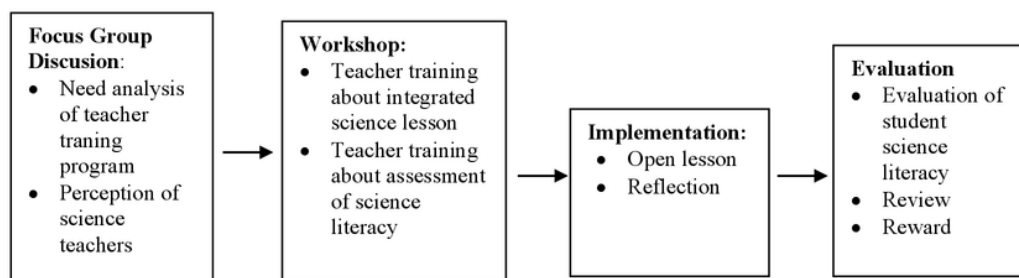 Focus Group
Discusion:
• Need analysis
of teacher
traning
program
• Perception of
science
teachers
Workshop:
• Teacher training
about integrated
science lesson
• Teacher training
about assessment
of science
literacy
Implementation:
• Open lesson
• Reflection
Evaluation
• Evaluation of
student
science
literacy
• Review
• Reward